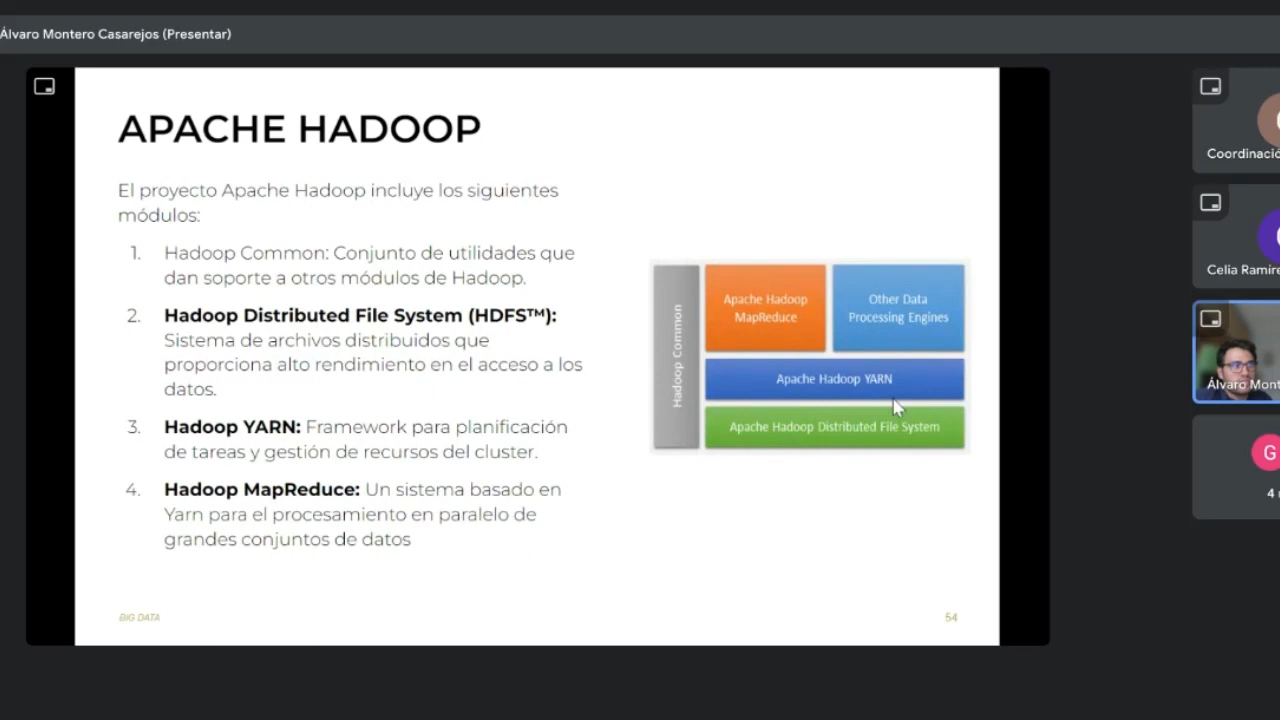 Álvaro Montero Casarejos (Presentar)
APACHE HADOOP
El proyecto Apache Hadoop incluye los siguientes
módulos:
1. Hadoop Common: Conjunto de utilidades que
dan soporte a otros módulos de Hadoop.
2. Hadoop Distributed File System (HDFS™):
Sistema de archivos distribuidos que
proporciona alto rendimiento en el acceso a los
datos.
3. Hadoop YARN: Framework para planificación
de tareas y gestión de recursos del cluster.
4. Hadoop MapReduce: Un sistema basado en
Yarn para el procesamiento en paralelo de
grandes conjuntos de datos
Hadoop Common
Apache Hadoop
MapReduce
Other Data
Processing Engines
Apache Hadoop YARN
Apache Hadoop Distributed File System
BIG DATA
54
Coordinació
Celia Ramíre
Álvaro Mont
G
4